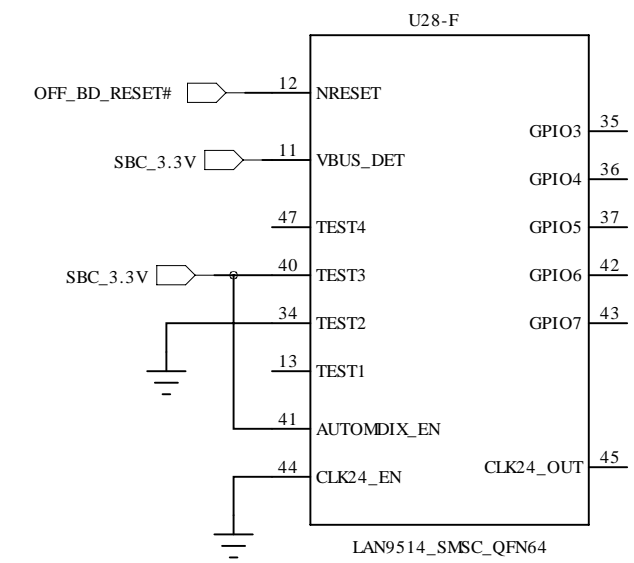 U28-F
OFF_BD_RESET# 12 NRESET
35 GPIO3
SBC_3.3V 11 VBUS_DET
36 GPIO4
47 TEST4
37 GPIO5
SBC_3.3V 40 TEST3
42 GPIO6
34 TEST2
43 GPIO7
13 TEST1
41 AUTOMDIX_EN
44 CLK24_EN
CLK24_OUT 45
LAN9514_SMSC_QFN64